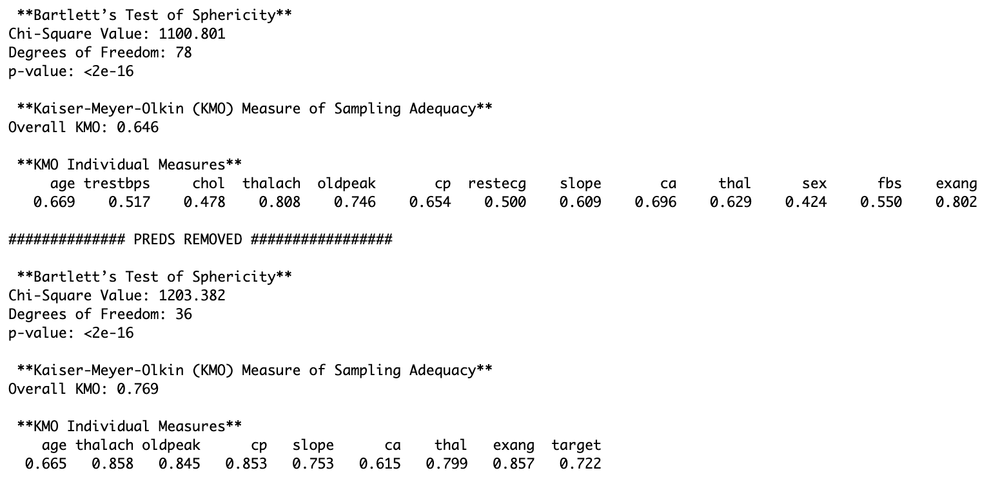 **Bartlett’s Test of Sphericity**
Chi-Square Value: 1100.801
Degrees of Freedom: 78
p-value: <2e-16
**Kaiser-Meyer-Olkin (KMO) Measure of Sampling Adequacy**
Overall KMO: 0.646
**KMO Individual Measures**
age trestbps chol thalach oldpeak cp restecg slope ca thal sex fbs exang
0.669 0.517 0.478 0.808 0.746 0.654 0.500 0.609 0.696 0.629 0.424 0.550 0.802
############## PREDS REMOVED #################
**Bartlett’s Test of Sphericity**
Chi-Square Value: 1203.382
Degrees of Freedom: 36
p-value: <2e-16
**Kaiser-Meyer-Olkin (KMO) Measure of Sampling Adequacy**
Overall KMO: 0.769
**KMO Individual Measures**
age thalach oldpeak cp slope ca thal exang target
0.665 0.858 0.845 0.853 0.753 0.615 0.799 0.857 0.722